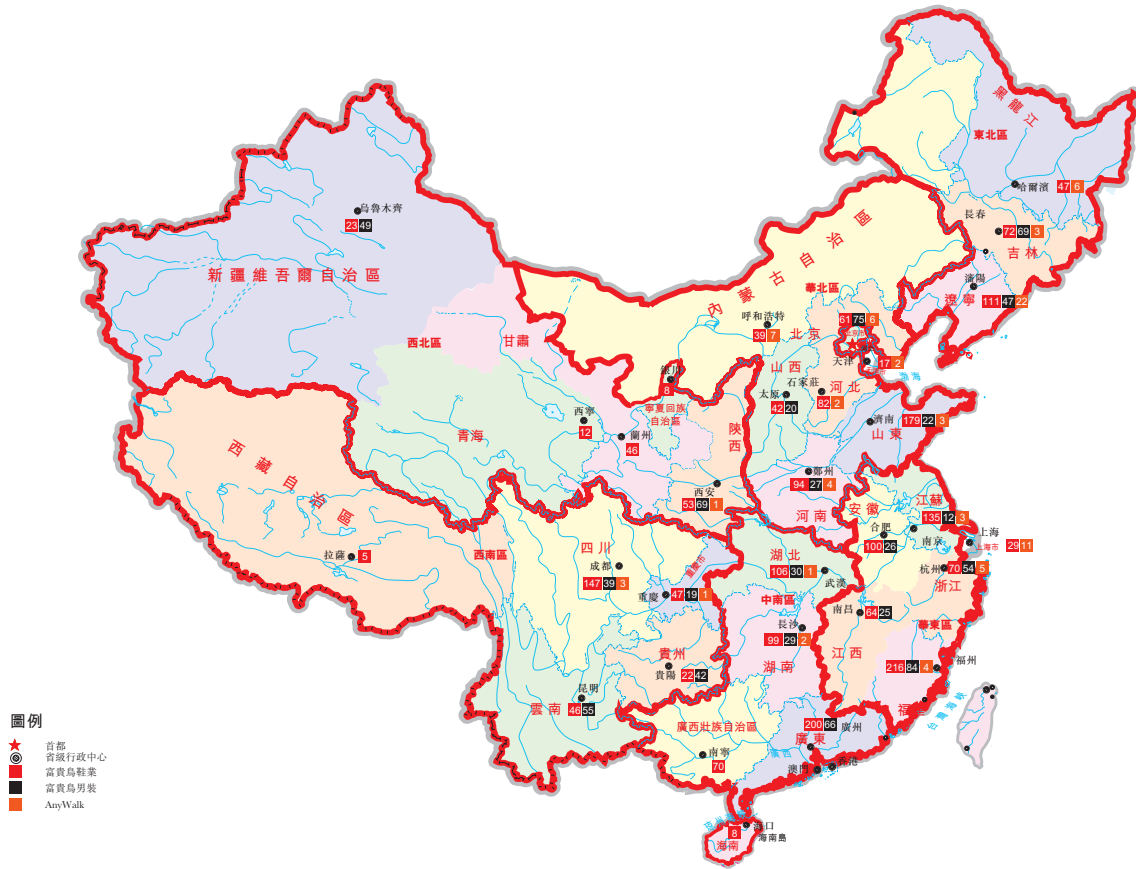 黑龍江
東北區
哈爾濱
47 6
長春
72 69 3
吉林
瀋陽
遼寧
111 47 22
烏魯木齊
23 49
新疆維吾爾自治區
內蒙古自治區
呼和浩特
39 7
華北區
北京
61 75 6
天津
17 2
渤海
西北區
甘肅
銀川
8
寧夏回族
自治區
山西
太原
42 20
石家莊
河北
82 2
濟南
179 22 3
山東
西寧
12
青海
蘭州
46
陝西
西安
53 69 1
鄭州
94 27 4
河南
西藏自治區
拉薩
5
安徽
合肥
100 26
江蘇
135 12 3
南京
上海
上海市
29 11
杭州
70 54 5
浙江
西南區
四川
成都
147 39 3
重慶市
重慶
47 19 1
湖北
106 30 1
武漢
中南區
長沙
99 29 2
湖南
南昌
64 25
江西
華東區
216 84 4
福州
福建
台灣海峽
貴州
貴陽
22 42
昆明
雲南
46 55
廣西壯族自治區
南寧
70
200 66
廣州
廣東
澳門
香港
海口
8
海南
海南島
圖例
首都
省级行政中心
富貴鳥鞋業
富貴鳥男裝
AnyWalk